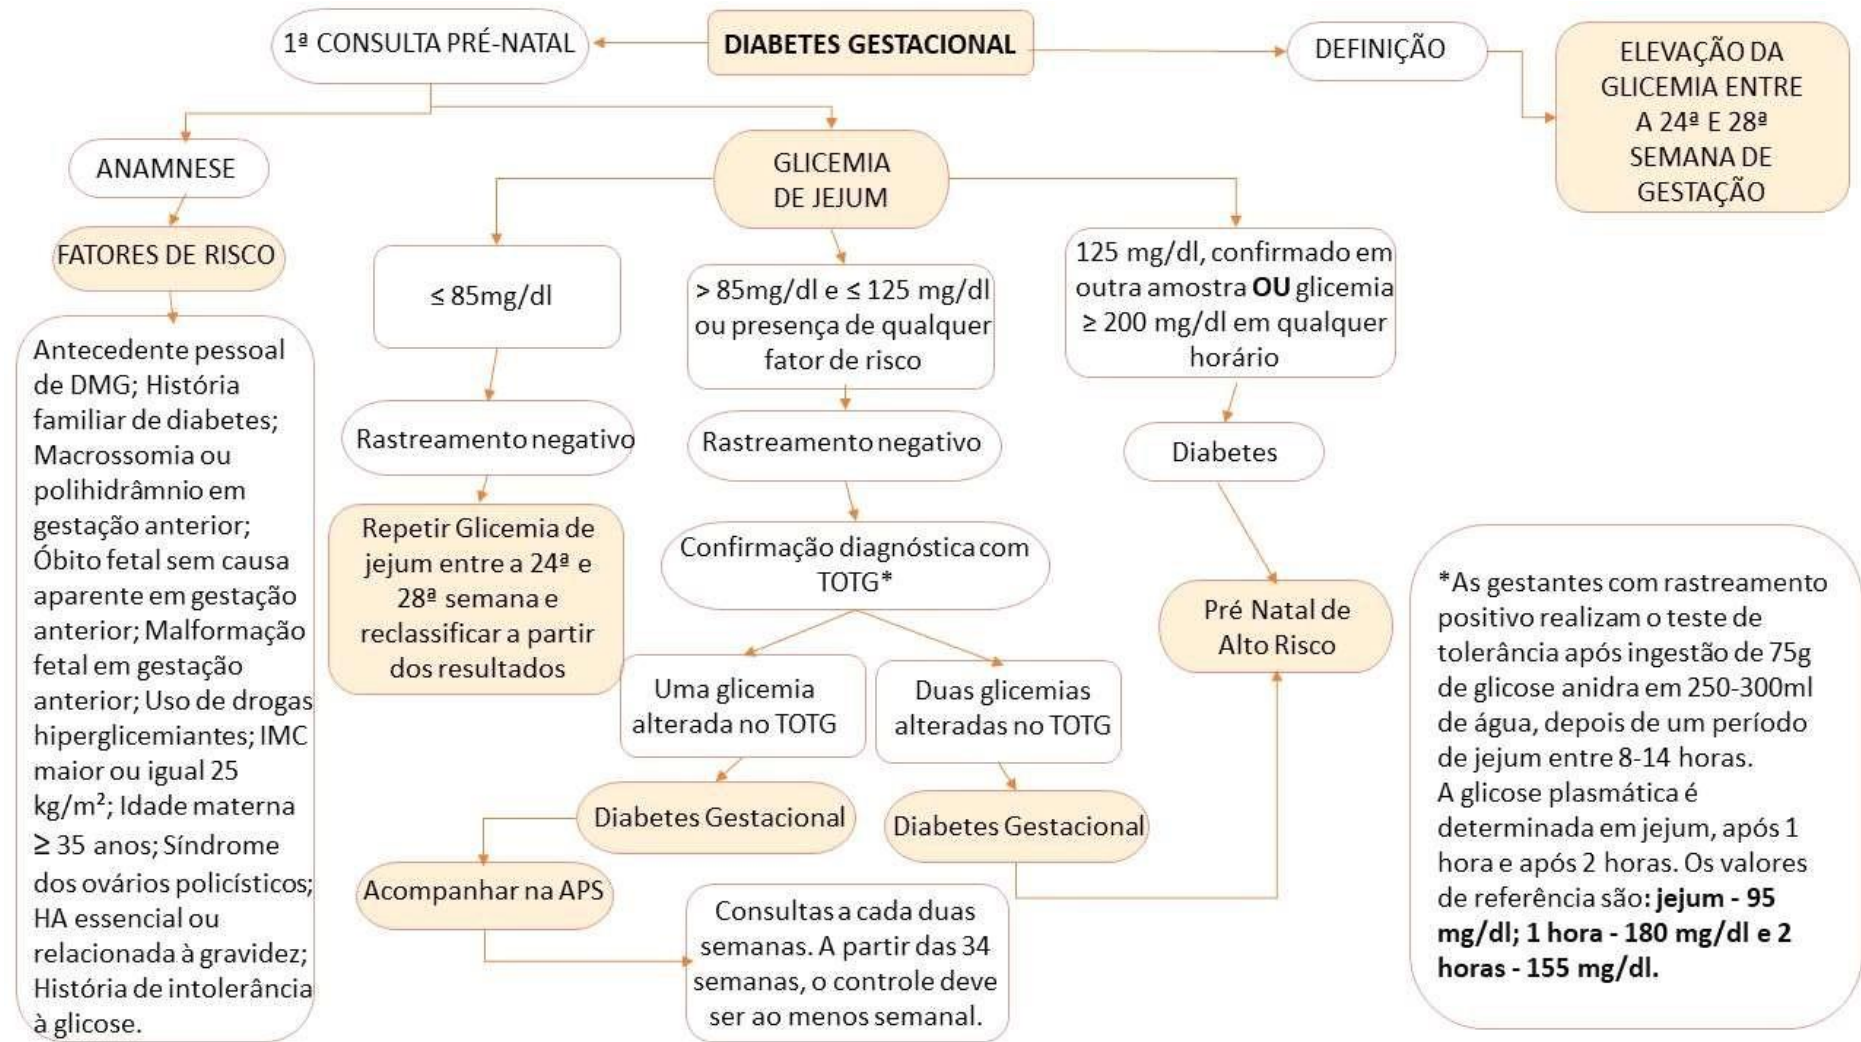 DIABETES GESTACIONAL
1ª CONSULTA PRÉ-NATAL
DEFINIÇÃO
ELEVAÇÃO DA
GLICEMIA ENTRE
A 24ª E 28ª
SEMANA DE
GESTAÇÃO
ANAMNESE
FATORES DE RISCO
Antecedente pessoal
de DMG; História
familiar de diabetes;
Macrossomia ou
polihidrâmnio em
gestação anterior;
Óbito fetal sem causa
aparente em gestação
anterior; Malformação
fetal em gestação
anterior; Uso de drogas
hiperglicemiantes; IMC
maior ou igual 25
kg/m²; Idade materna
≥ 35 anos; Síndrome
dos ovários policísticos;
HA essencial ou
relacionada à gravidez;
História de intolerância
à glicose.
GLICEMIA
DE JEJUM
≤ 85mg/dl
Rastreamento negativo
Repetir Glicemia de
jejum entre a 24ª e
28ª semana e
reclassificar a partir
dos resultados
> 85mg/dl e ≤ 125 mg/dl
ou presença de qualquer
fator de risco
Rastreamento negativo
Confirmação diagnóstica com
TOTG*
Uma glicemia
alterada no TOTG
Diabetes Gestacional
Acompanhar na APS
Consultas a cada duas
semanas. A partir das 34
semanas, o controle deve
ser ao menos semanal.
Duas glicemias
alteradas no TOTG
Diabetes Gestacional
125 mg/dl, confirmado em
outra amostra OU glicemia
≥ 200 mg/dl em qualquer
horário
Diabetes
Pré Natal de
Alto Risco
*As gestantes com rastreamento
positivo realizam o teste de
tolerância após ingestão de 75g
de glicose anidra em 250-300ml
de água, depois de um período
de jejum entre 8-14 horas.
A glicose plasmática é
determinada em jejum, após 1
hora e após 2 horas. Os valores
de referência são: jejum - 95
mg/dl; 1 hora - 180 mg/dl e 2
horas - 155 mg/dl.